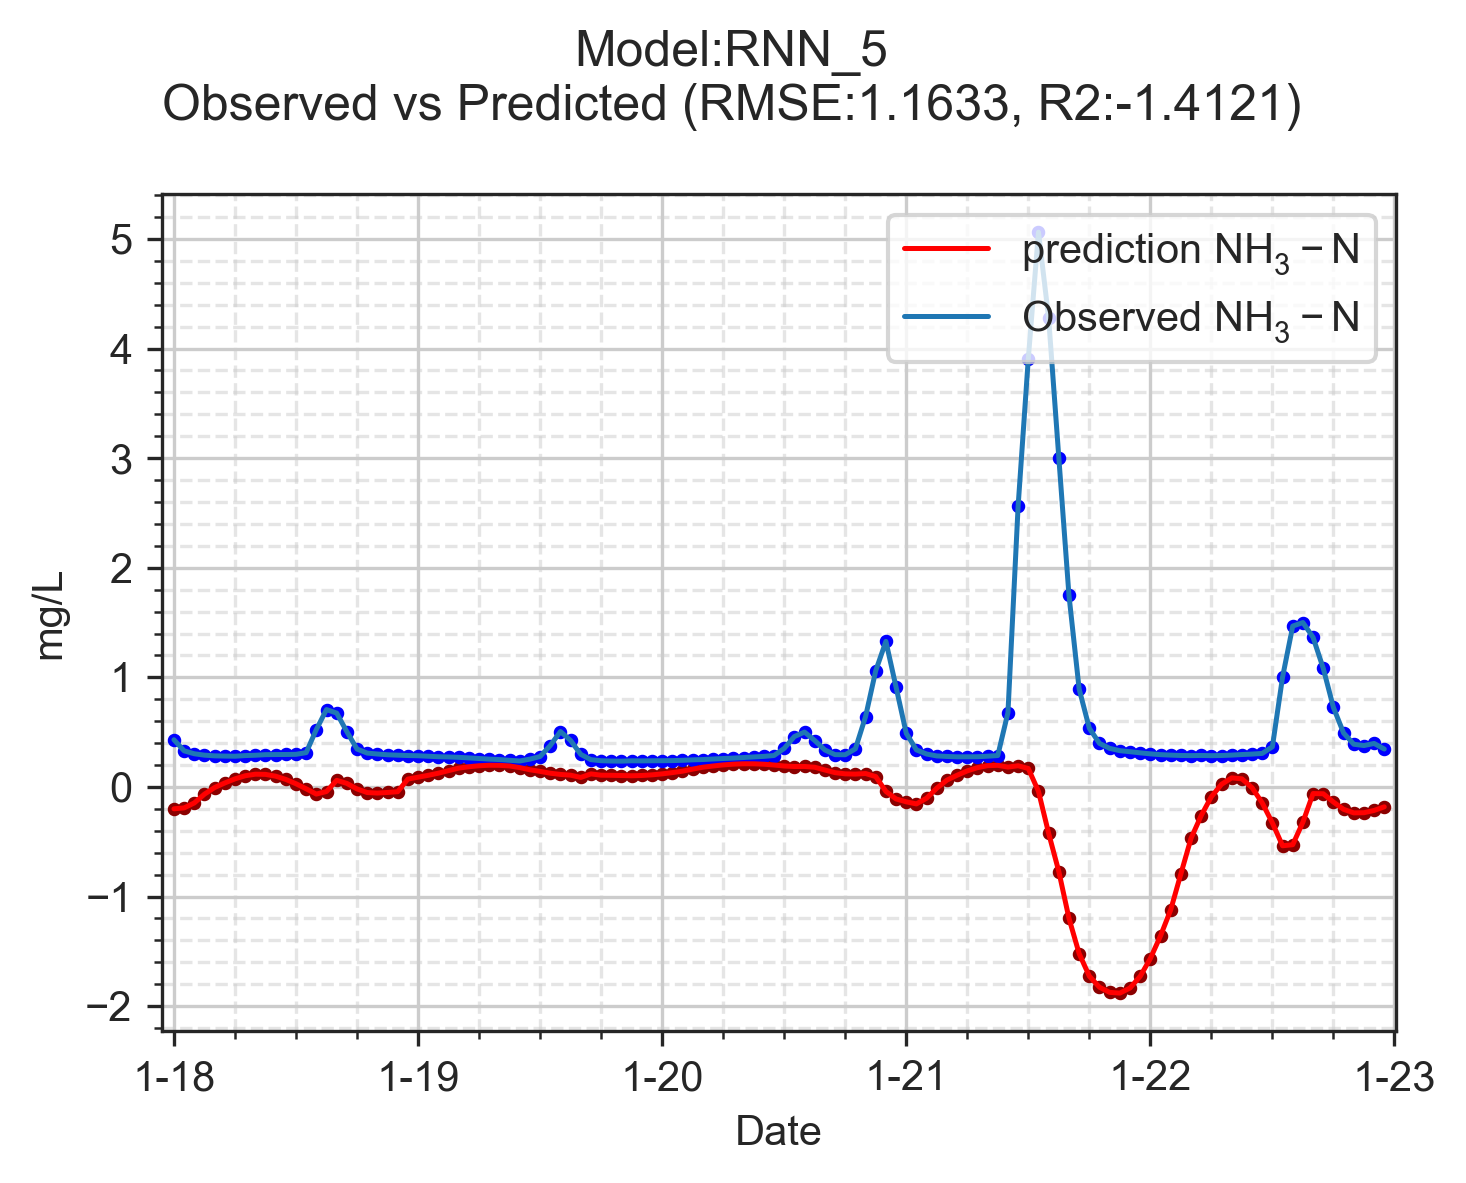 Model:RNN_5
Observed vs Predicted (RMSE:1.1633, R2:-1.4121)
prediction NH₃ − N
Observed NH₃ − N
5
4
3
2
1
0
−1
−2
mg/L
1-18 1-19 1-20 1-21 1-22 1-23
Date